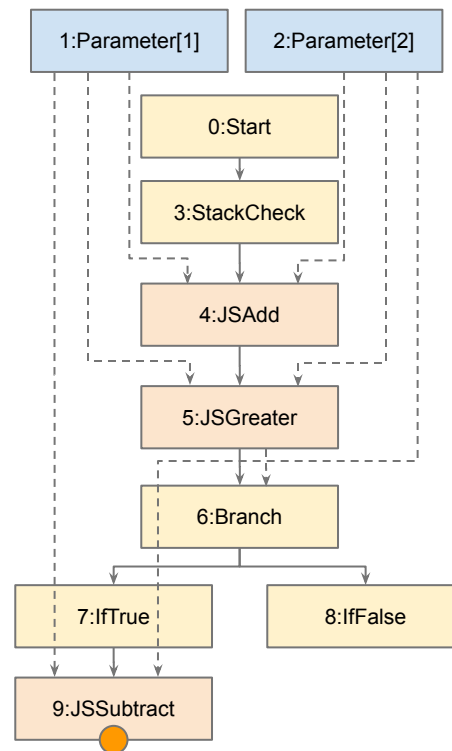 1:Parameter[1]
2:Parameter[2]
0:Start
3:StackCheck
4:JSAdd
5:JSGreater
6:Branch
7:IfTrue
8:IfFalse
9:JSSubtract